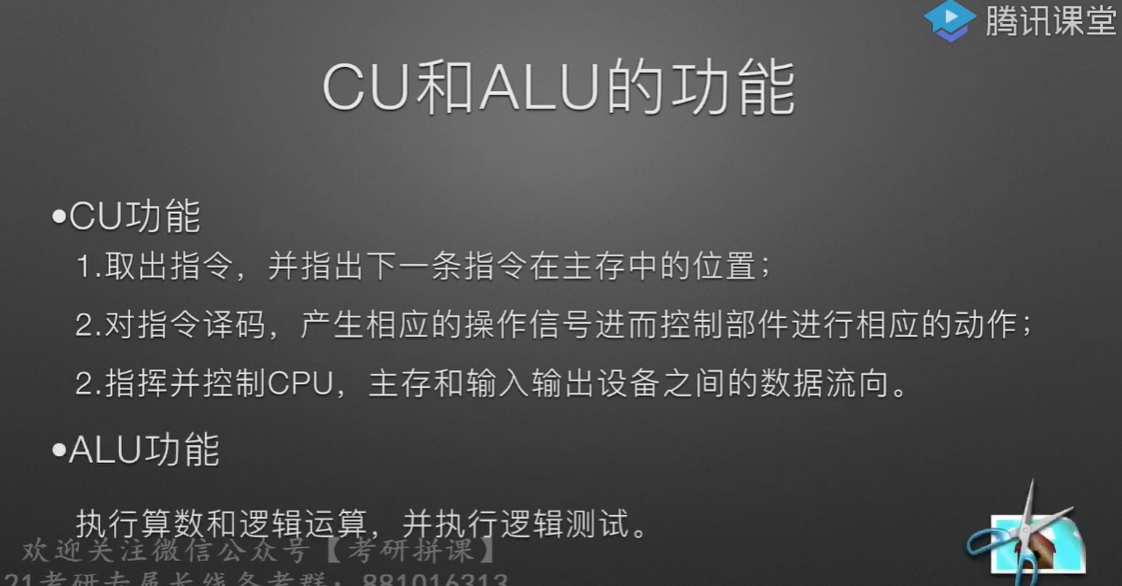 腾讯课堂
CU和ALU的功能
•CU功能
1.取出指令，并指出下一条指令在主存中的位置；
2.对指令译码，产生相应的操作信号进而控制部件进行相应的动作；
2.指挥并控制CPU，主存和输入输出设备之间的数据流向。
•ALU功能
执行算数和逻辑运算，并执行逻辑测试。
欢迎关注微信公众号【考研拼课】
21考研专属长线备考群：881016313